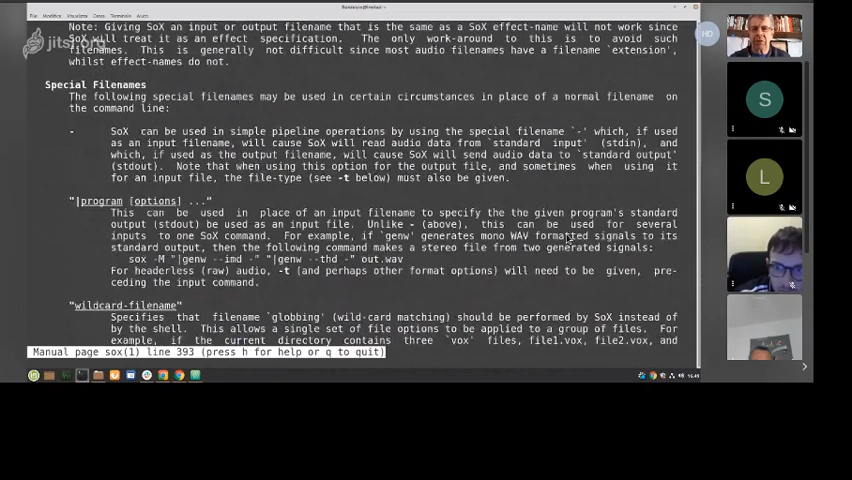 File Modifica Visualizza Cerca Terminale Aiuto
Note: Giving SoX an input or output filename that is the same as a SoX effect-name will not work since
SoX will treat it as an effect specification. The only work-around to this is to avoid such
filenames. This is generally not difficult since most audio filenames have a filename `extension',
whilst effect-names do not.
jitsi.org
HD
Special Filenames
The following special filenames may be used in certain circumstances in place of a normal filename on
the command line:
- SoX can be used in simple pipeline operations by using the special filename `-' which, if used
as an input filename, will cause SoX will read audio data from `standard input' (stdin), and
which, if used as the output filename, will cause SoX will send audio data to `standard output'
(stdout). Note that when using this option for the output file, and sometimes when using it
for an input file, the file-type (see -t below) must also be given.
"|program [options] ..."
This can be used in place of an input filename to specify the the given program's standard
output (stdout) be used as an input file. Unlike - (above), this can be used for several
inputs to one SoX command. For example, if `genw' generates mono WAV formatted signals to its
standard output, then the following command makes a stereo file from two generated signals:
sox -M "|genw --imd -" "|genw --thd -" out.wav
For headerless (raw) audio, -t (and perhaps other format options) will need to be given, pre-
ceding the input command.
"wildcard-filename"
Specifies that filename `globbing' (wild-card matching) should be performed by SoX instead of
by the shell. This allows a single set of file options to be applied to a group of files. For
example, if the current directory contains three `vox' files, file1.vox, file2.vox, and
Manual page sox(1) line 393 (press h for help or q to quit)
S
L